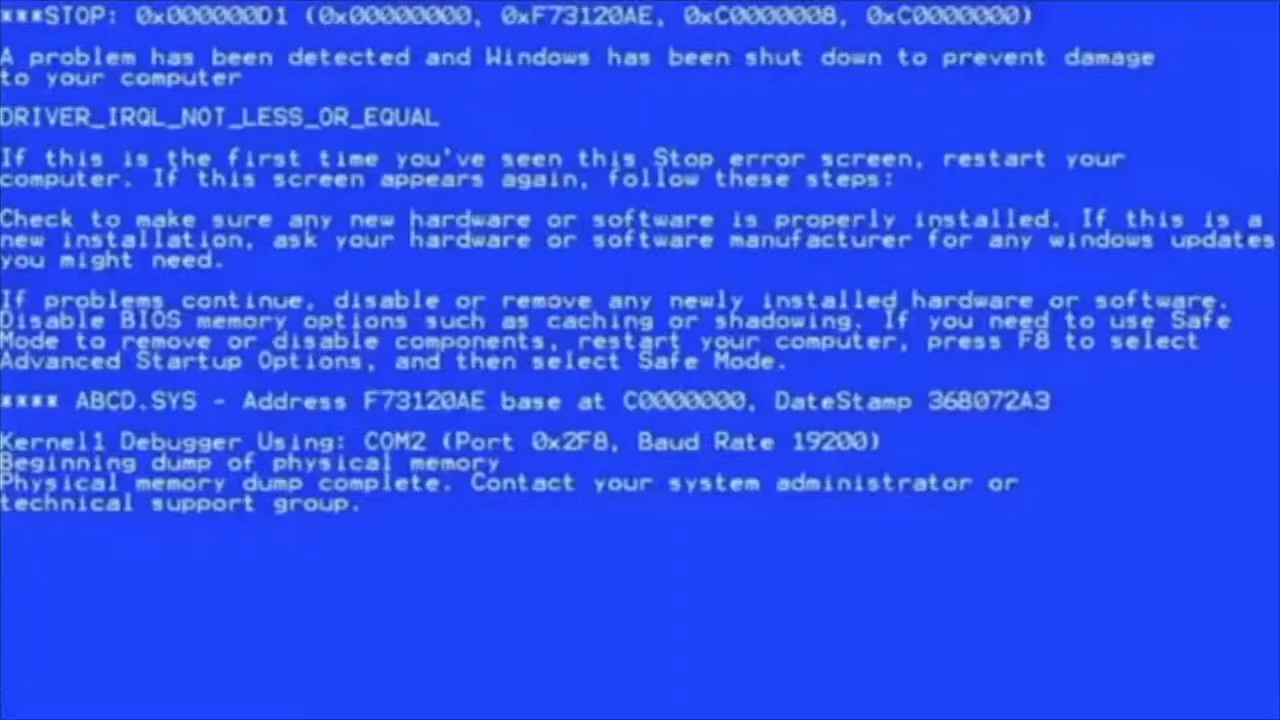 ***STOP: 0x000000D1 (0x00000000, 0xF73120AE, 0xC0000008, 0xC0000000)
A problem has been detected and Windows has been shut down to prevent damage
to your computer
DRIVER_IRQL_NOT_LESS_OR_EQUAL
If this is the first time you've seen this Stop error screen, restart your
computer. If this screen appears again, follow these steps:
Check to make sure any new hardware or software is properly installed. If this is a
new installation, ask your hardware or software manufacturer for any windows updates
you might need.
If problems continue, disable or remove any newly installed hardware or software.
Disable BIOS memory options such as caching or shadowing. If you need to use Safe
Mode to remove or disable components, restart your computer, press F8 to select
Advanced Startup Options, and then select Safe Mode.
**** ABCD.SYS - Address F73120AE base at C0000000, DateStamp 368072A3
Kernel1 Debugger Using: COM2 (Port 0x2F8, Baud Rate 19200)
Beginning dump of physical memory
Physical memory dump complete. Contact your system administrator or
technical support group.